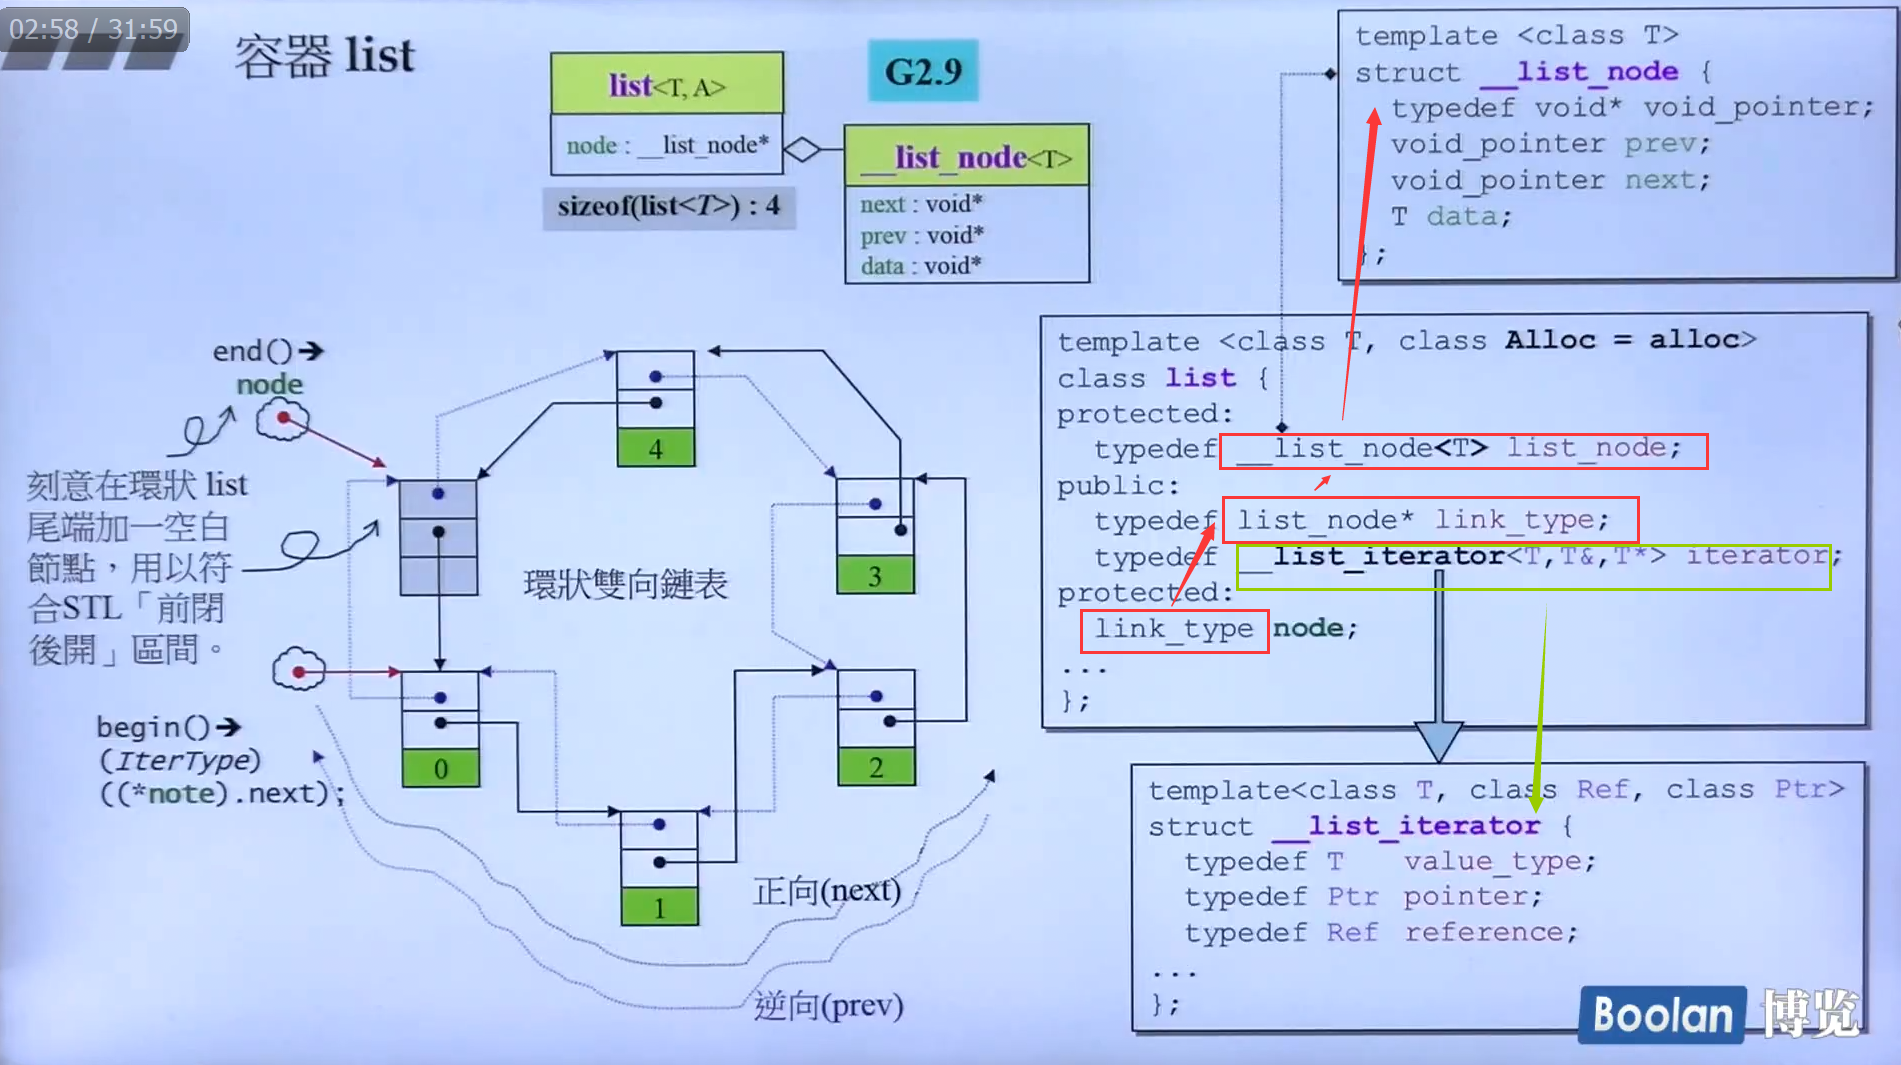 02:58 / 31:59
容器 list
list<T, A>
node : __list_node*
sizeof(list<T>) : 4
G2.9
__list_node<T>
next : void*
prev : void*
data : void*
template <class T>
struct __list_node {
typedef void* void_pointer;
void_pointer prev;
void_pointer next;
T data;
};
end()➔
node
刻意在環狀 list
尾端加一空白
節點，用以符
合STL「前閉
後開」區間。
begin()➔
(IterType)
((*note).next);
4
3
環狀雙向鏈表
0
2
1
正向(next)
逆向(prev)
template <class T, class Alloc = alloc>
class list {
protected:
typedef __list_node<T> list_node;
public:
typedef list_node* link_type;
typedef __list_iterator<T,T&,T*> iterator;
protected:
link_type node;
...
};
template<class T, class Ref, class Ptr>
struct __list_iterator {
typedef T value_type;
typedef Ptr pointer;
typedef Ref reference;
...
};
Boolan 博览